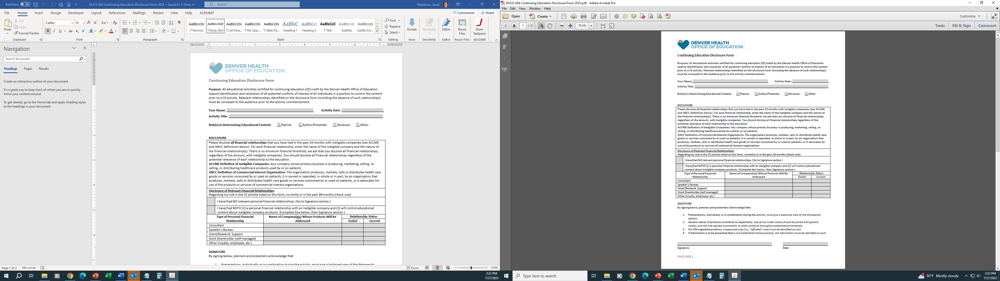 AutoSave Off
DHCE-004 Continuing Education Disclosure Form 2023 • Saved to T: Drive
Search
Meadows, Sarah
File Home Insert Design Developer Layout References Mailings Review View Help ACROBAT
Comments Share
Paste
Cut
Copy
Format Painter
Calibri 10
AaBbCcDc AaBbCcDdI AaBbCcDc AaBbCcDc AaBbCcDc AaBbC AaBbCcI AaBbCcD AaBbCcD AaBbCcDc
¶ Normal ¶ Body Text ¶ List Para... ¶ No Spac... ¶ Table Pa... Heading 1 Heading 2 ¶ Title Subtitle Subtle Em...
Find
Replace
Select
Dictate
Sensitivity
Editor
Reuse Files
Show Taskpane
Clipboard Font Paragraph Styles Editing Voice Sensitivity Editor Reuse Files JAGGAER
Navigation
Search document
Headings Pages Results
Create an interactive outline of your document.
It's a great way to keep track of where you are or quickly
move your content around.
To get started, go to the Home tab and apply Heading styles
to the headings in your document.
DENVER HEALTH
OFFICE OF EDUCATION
Continuing Education Disclosure Form
Purpose: All educational activities certified for continuing education (CE) credit by the Denver Health Office of Education
require identification and resolution of all potential conflicts of interest of all individuals in a position to control the content
prior to a CE activity. Relevant relationships identified on the disclosure form (including the absence of such relationships)
must be conveyed to the audience prior to the activity commencement.
Your Name: Activity Date:
Activity Title:
Role(s) in Determining Educational Content: Planner Author/Presenter Reviewer: Other:
DISCLOSURE
Please disclose all financial relationships that you have had in the past 24 months with ineligible companies (see ACCME
and ANCC definitions below). For each financial relationship, enter the name of the ineligible company and the nature of
the financial relationship(s). There is no minimum financial threshold; we ask that you disclose all financial relationships,
regardless of the amount, with ineligible companies. You should disclose all financial relationships regardless of the
potential relevance of each relationship to the education.
ACCME Definition of Ineligible Companies: Any company whose primary business is producing, marketing, selling, re-
selling, or distributing healthcare products used by or on patients.
ANCC Definition of Commercial Interest Organization: The organization produces, markets, sells or distributes health care
goods or services consumed by or used on patients; it is owned or operated, in whole or in part, by an organization that
produces, markets, sells or distributes health care goods or services consumed by or used on patients; or it advocates for
use of the products or services of commercial interest organizations.
Disclosure of Relevant Financial Relationships:
Regarding my role in the CE activity listed on this form, currently or in the past 24 months (check one):
I have/had NO relevant personal financial relationships. (Go to Signature section.)
I have/had BOTH (1) a personal financial relationship with an ineligible company and (2) will control educational
content about ineligible company products. (Complete box below, then Signature section.)
Type of Personal Financial Relationship Name of Company(ies) Whose Products Will Be Addressed Relationship Status
Ended Current
Consultant
Speaker's Bureau
Grant/Research Support
Stock Shareholder (self-managed)
Other (royalty, employee, etc.)
SIGNATURE
By signing below, planners and presenters acknowledge that:
1. Presentations, individually or in combination during the activity, must give a balanced view of the therapeutic
Page 1 of 2 584 words
Focus
100%
2:22 PM
7/27/2023
DHCE-004 Continuing Education Disclosure Form 2023.pdf - Adobe Acrobat Pro
File Edit View Window Help
Open Create Customize
1 / 2 75.5%
Tools Fill & Sign Comment
DENVER HEALTH
OFFICE OF EDUCATION
Continuing Education Disclosure Form
Purpose: All educational activities certified for continuing education (CE) credit by the Denver Health Office of Education
require identification and resolution of all potential conflicts of interest of all individuals in a position to control the content
prior to a CE activity. Relevant relationships identified on the disclosure form (including the absence of such relationships)
must be conveyed to the audience prior to the activity commencement.
Your Name: Activity Date:
Activity Title:
Role(s) in Determining Educational Content: Planner Author/Presenter Reviewer: Other:
DISCLOSURE
Please disclose all financial relationships that you have had in the past 24 months with ineligible companies (see ACCME
and ANCC definitions below). For each financial relationship, enter the name of the ineligible company and the nature of
the financial relationship(s). There is no minimum financial threshold; we ask that you disclose all financial relationships,
regardless of the amount, with ineligible companies. You should disclose all financial relationships regardless of the
potential relevance of each relationship to the education.
ACCME Definition of Ineligible Companies: Any company whose primary business is producing, marketing, selling, re-
selling, or distributing healthcare products used by or on patients.
ANCC Definition of Commercial Interest Organization: The organization produces, markets, sells or distributes health care
goods or services consumed by or used on patients; it is owned or operated, in whole or in part, by an organization that
produces, markets, sells or distributes health care goods or services consumed by or used on patients; or it advocates for
use of the products or services of commercial interest organizations.
Disclosure of Relevant Financial Relationships:
Regarding my role in the CE activity listed on this form, currently or in the past 24 months (check one):
I have/had NO relevant personal financial relationships. (Go to Signature section.)
I have/had BOTH (1) a personal financial relationship with an ineligible company and (2) will control educational
content about ineligible company products. (Complete box below, then Signature section.)
Type of Personal Financial Relationship Name of Company(ies) Whose Products Will Be Addressed Relationship Status
Ended Current
Consultant
Speaker's Bureau
Grant/Research Support
Stock Shareholder (self-managed)
Other (royalty, employee, etc.)
SIGNATURE
By signing below, planners and presenters acknowledge that:
1. Presentations, individually or in combination during the activity, must give a balanced view of the therapeutic
options.
2. Generic names of products contribute to impartiality. Use of any trade names should be paired with generic
names, and the rule applied consistently to other products throughout presentation/materials.
3. For FDA regulated products, unapproved uses (i.e., "off-label" uses) must be identified as such.
4. If information is to be presented that is not established clinical practice, the information must be identified as such.
Signature Date
DHCE-004.1
Type here to search
95°F Mostly cloudy
2:22 PM
7/27/2023